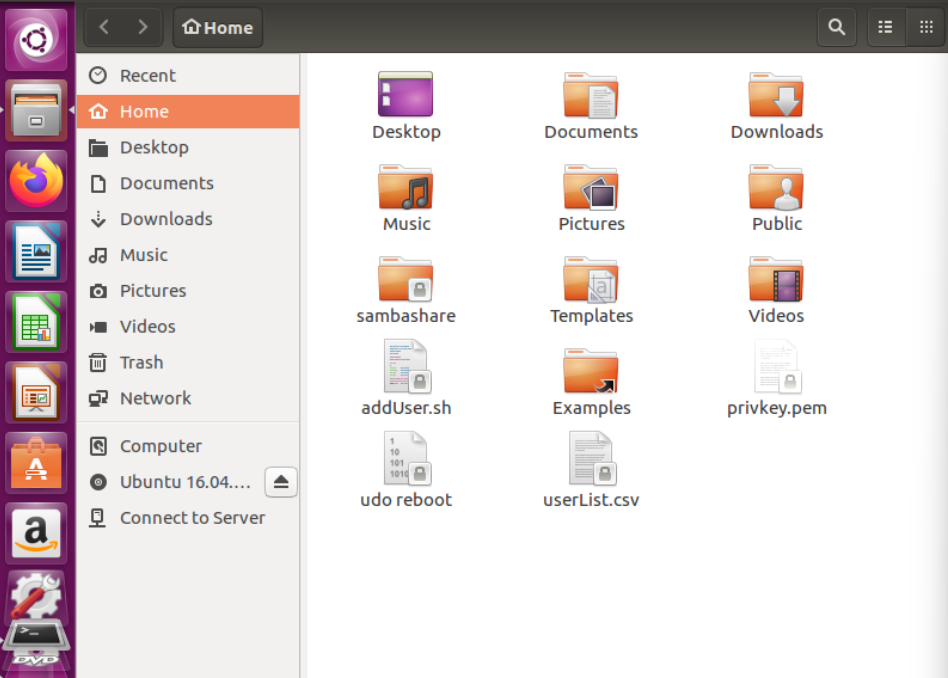 Home
Recent
Home
Desktop
Documents
Downloads
Music
Pictures
Videos
Trash
Network
Computer
Ubuntu 16.04....
Connect to Server
Desktop
Documents
Downloads
Music
Pictures
Public
sambashare
Templates
Videos
addUser.sh
Examples
privkey.pem
1
10
101
1010
udo reboot
userList.csv
a
A
a
>_
DVD